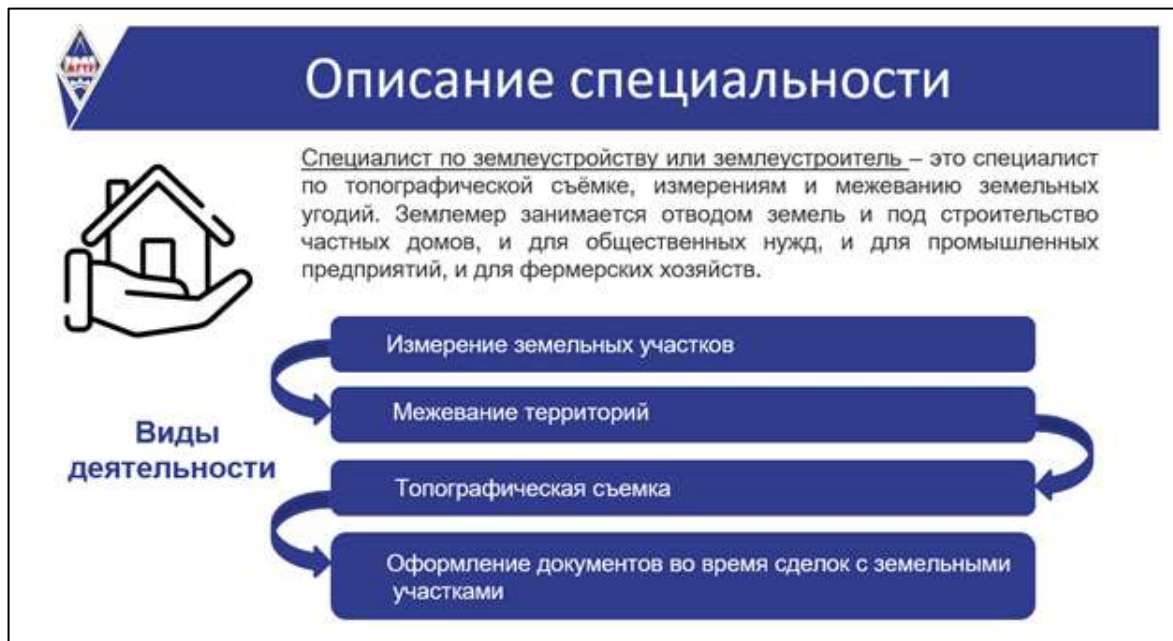 Описание специальности
Специалист по землеустройству или землеустроитель – это специалист
по топографической съёмке, измерениям и межеванию земельных
угодий. Землемер занимается отводом земель и под строительство
частных домов, и для общественных нужд, и для промышленных
предприятий, и для фермерских хозяйств.
Измерение земельных участков
Межевание территорий
Виды
деятельности
Топографическая съемка
Оформление документов во время сделок с земельными
участками